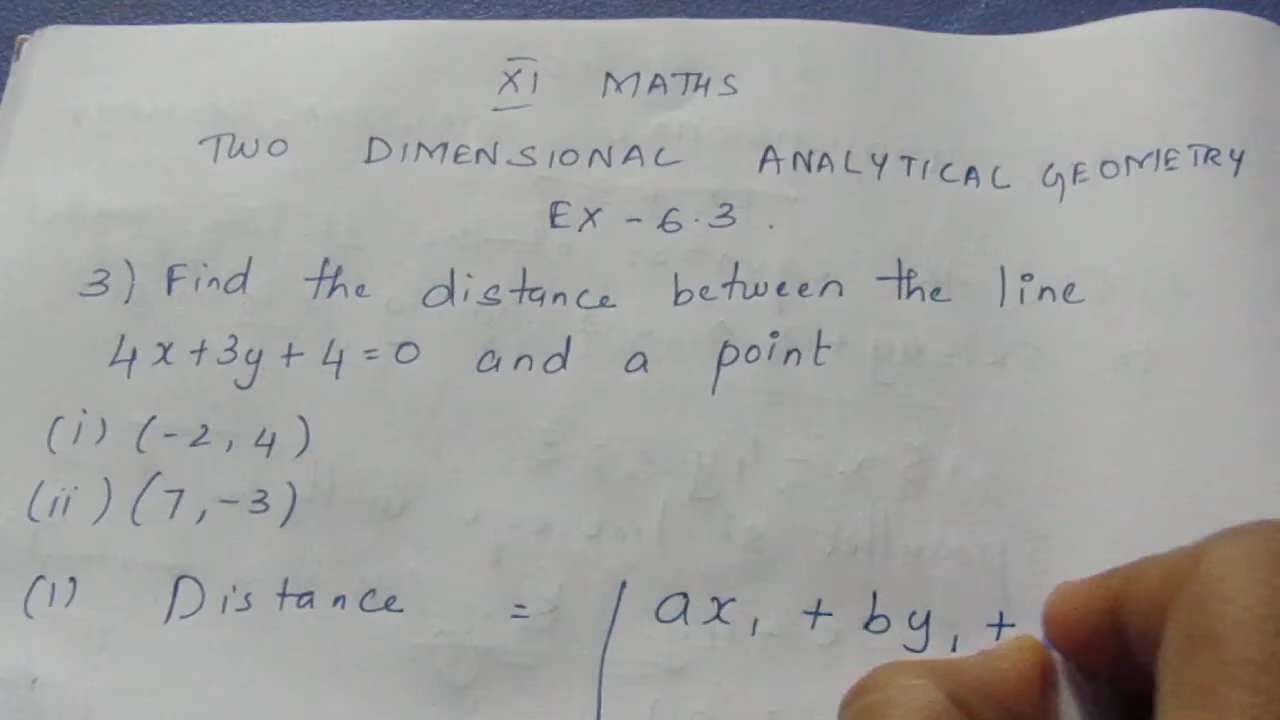 XI MATHS
TWO DIMENSIONAL ANALYTICAL GEOMETRY
EX - 6.3.
3) Find the distance between the line
4x+3y+4=0 and a point
(i) (-2, 4)
(ii) (7, -3)
(1) Distance = | ax₁ + by₁ +